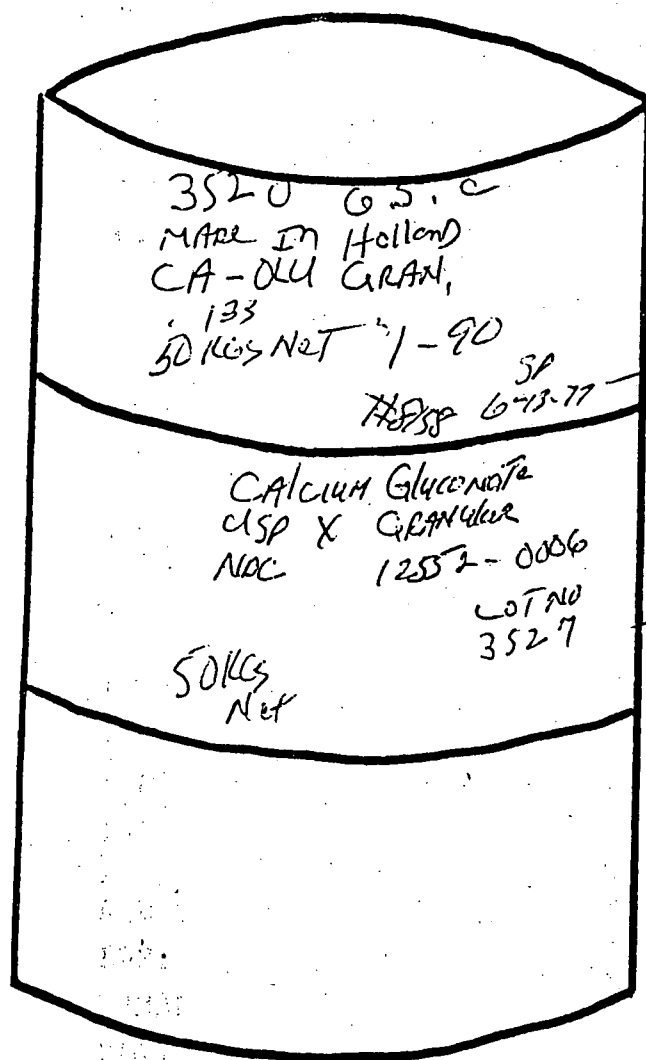 3520 G.S.C
MADE IN HollanD
CA-
GRAN,
133
50 KGs NeT 1-90
SP
6-13-77
CAlciuM GluconaTe
USP X GRANular
NDC 12552-0006
LOT NO
3527
50KGs
Net